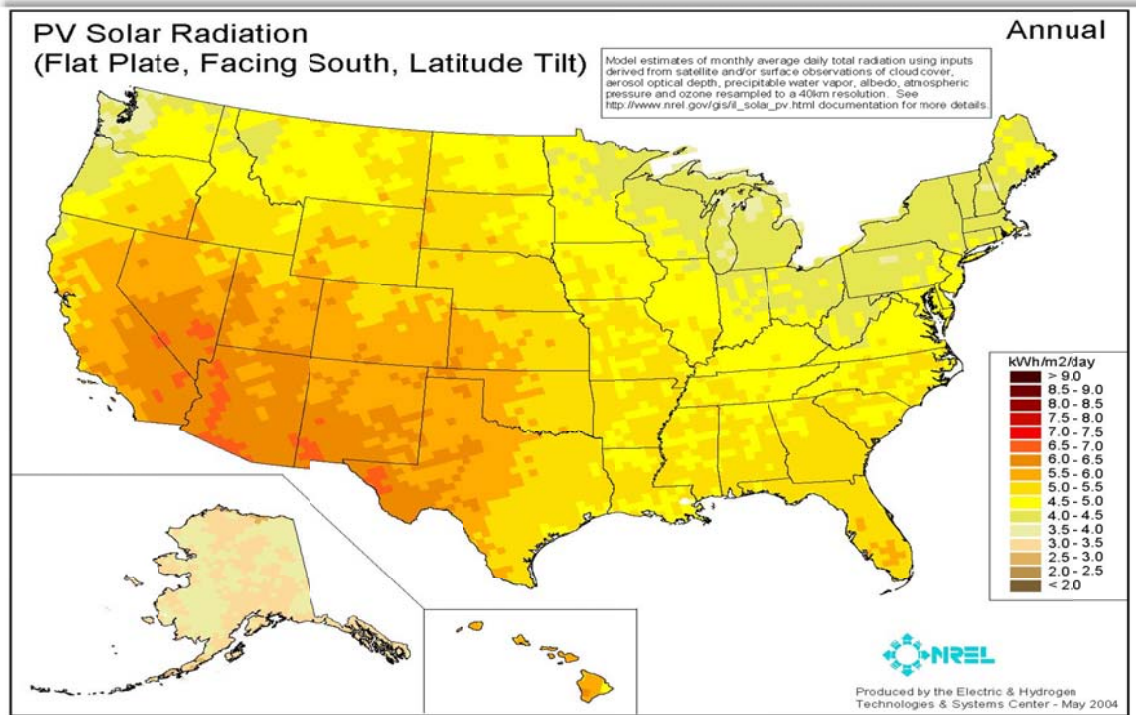 PV Solar Radiation
(Flat Plate, Facing South, Latitude Tilt)
Annual
Model estimates of monthly average daily total radiation using inputs
derived from satellite and/or surface observations of cloud cover,
aerosol optical depth, precipitable water vapor, albedo, atmospheric
pressure and ozone resampled to a 40km resolution. See
http://www.nrel.gov/gis/il_solar_pv.html documentation for more details.
kWh/m2/day
> 9.0
8.5 - 9.0
8.0 - 8.5
7.5 - 8.0
7.0 - 7.5
6.5 - 7.0
6.0 - 6.5
5.5 - 6.0
5.0 - 5.5
4.5 - 5.0
4.0 - 4.5
3.5 - 4.0
3.0 - 3.5
2.5 - 3.0
2.0 - 2.5
< 2.0
NREL
Produced by the Electric & Hydrogen
Technologies & Systems Center - May 2004